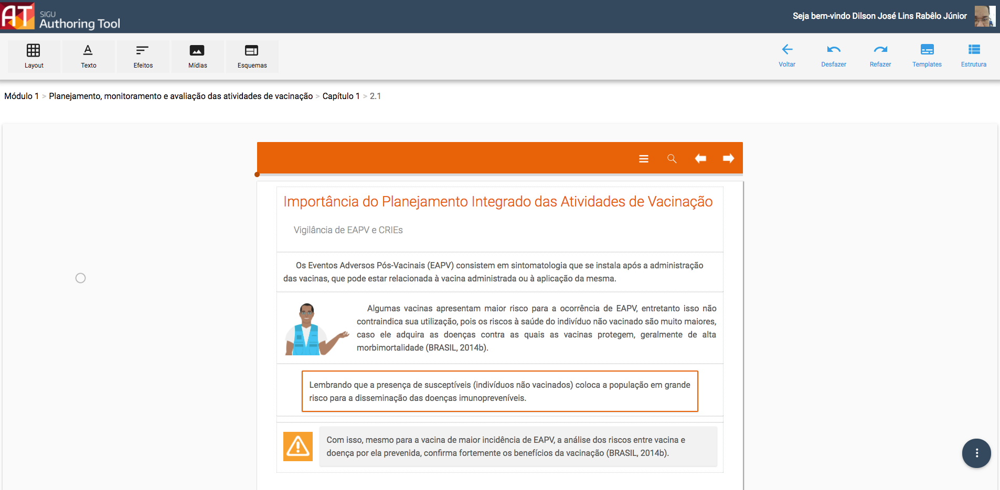 AT
SIGU
Authoring Tool
Seja bem-vindo Dilson José Lins Rabêlo Júnior
Layout
Texto
Efeitos
Mídias
Esquemas
Voltar
Desfazer
Refazer
Templates
Estrutura
Módulo 1 > Planejamento, monitoramento e avaliação das atividades de vacinação > Capítulo 1 > 2.1
Importância do Planejamento Integrado das Atividades de Vacinação
Vigilância de EAPV e CRIEs
Os Eventos Adversos Pós-Vacinais (EAPV) consistem em sintomatologia que se instala após a administração
das vacinas, que pode estar relacionada à vacina administrada ou à aplicação da mesma.
Algumas vacinas apresentam maior risco para a ocorrência de EAPV, entretanto isso não
contraindica sua utilização, pois os riscos à saúde do indivíduo não vacinado são muito maiores,
caso ele adquira as doenças contra as quais as vacinas protegem, geralmente de alta
morbimortalidade (BRASIL, 2014b).
Lembrando que a presença de susceptíveis (indivíduos não vacinados) coloca a população em grande
risco para a disseminação das doenças imunopreveníveis.
Com isso, mesmo para a vacina de maior incidência de EAPV, a análise dos riscos entre vacina e
doença por ela prevenida, confirma fortemente os benefícios da vacinação (BRASIL, 2014b).